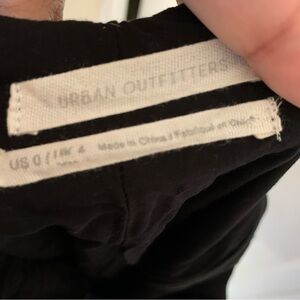 URBAN OUTFITTERS
US 0 / UK 4 Made in China / Fabriqué en Chine